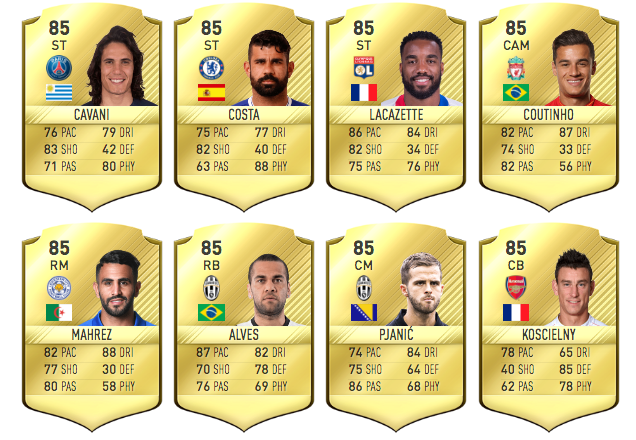 85
ST
CAVANI
76 PAC 79 DRI
83 SHO 42 DEF
71 PAS 80 PHY
85
ST
COSTA
75 PAC 77 DRI
82 SHO 40 DEF
63 PAS 88 PHY
85
ST
OL
LACAZETTE
86 PAC 84 DRI
82 SHO 34 DEF
75 PAS 76 PHY
85
CAM
COUTINHO
82 PAC 87 DRI
74 SHO 33 DEF
82 PAS 56 PHY
85
RM
MAHREZ
82 PAC 88 DRI
77 SHO 30 DEF
80 PAS 58 PHY
85
RB
ALVES
87 PAC 82 DRI
70 SHO 78 DEF
76 PAS 69 PHY
85
CM
PJANIĆ
74 PAC 84 DRI
75 SHO 64 DEF
86 PAS 68 PHY
85
CB
KOSCIELNY
78 PAC 65 DRI
40 SHO 85 DEF
62 PAS 78 PHY